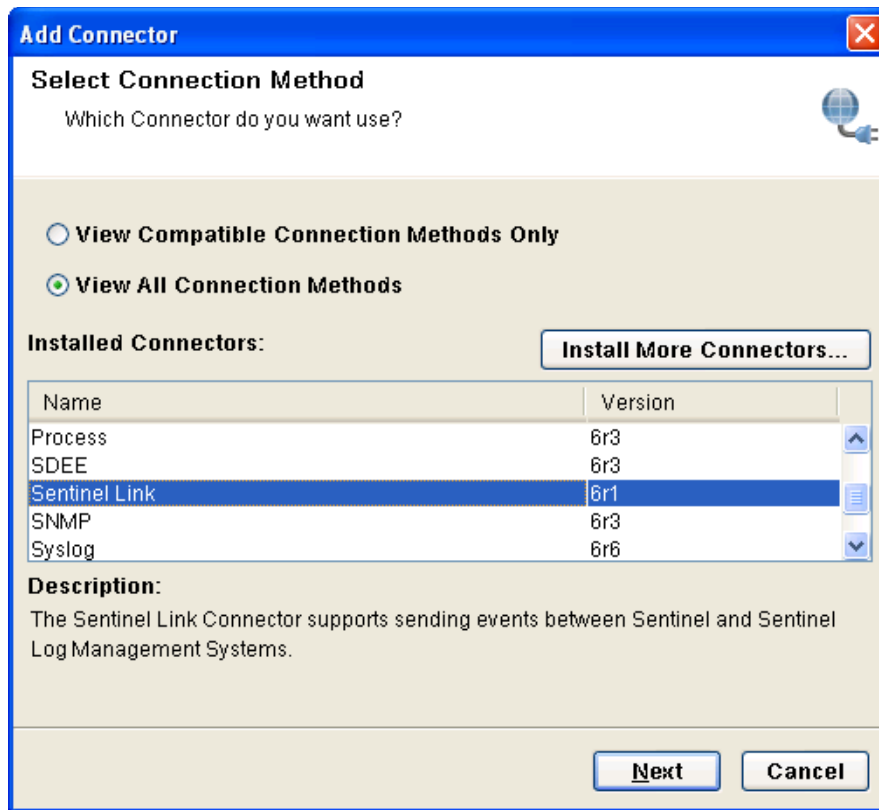 Add Connector
Select Connection Method
Which Connector do you want use?
View Compatible Connection Methods Only
View All Connection Methods
Installed Connectors:
Install More Connectors...
Name Version
Process 6r3
SDEE 6r3
Sentinel Link 6r1
SNMP 6r3
Syslog 6r6
Description:
The Sentinel Link Connector supports sending events between Sentinel and Sentinel
Log Management Systems.
Next Cancel